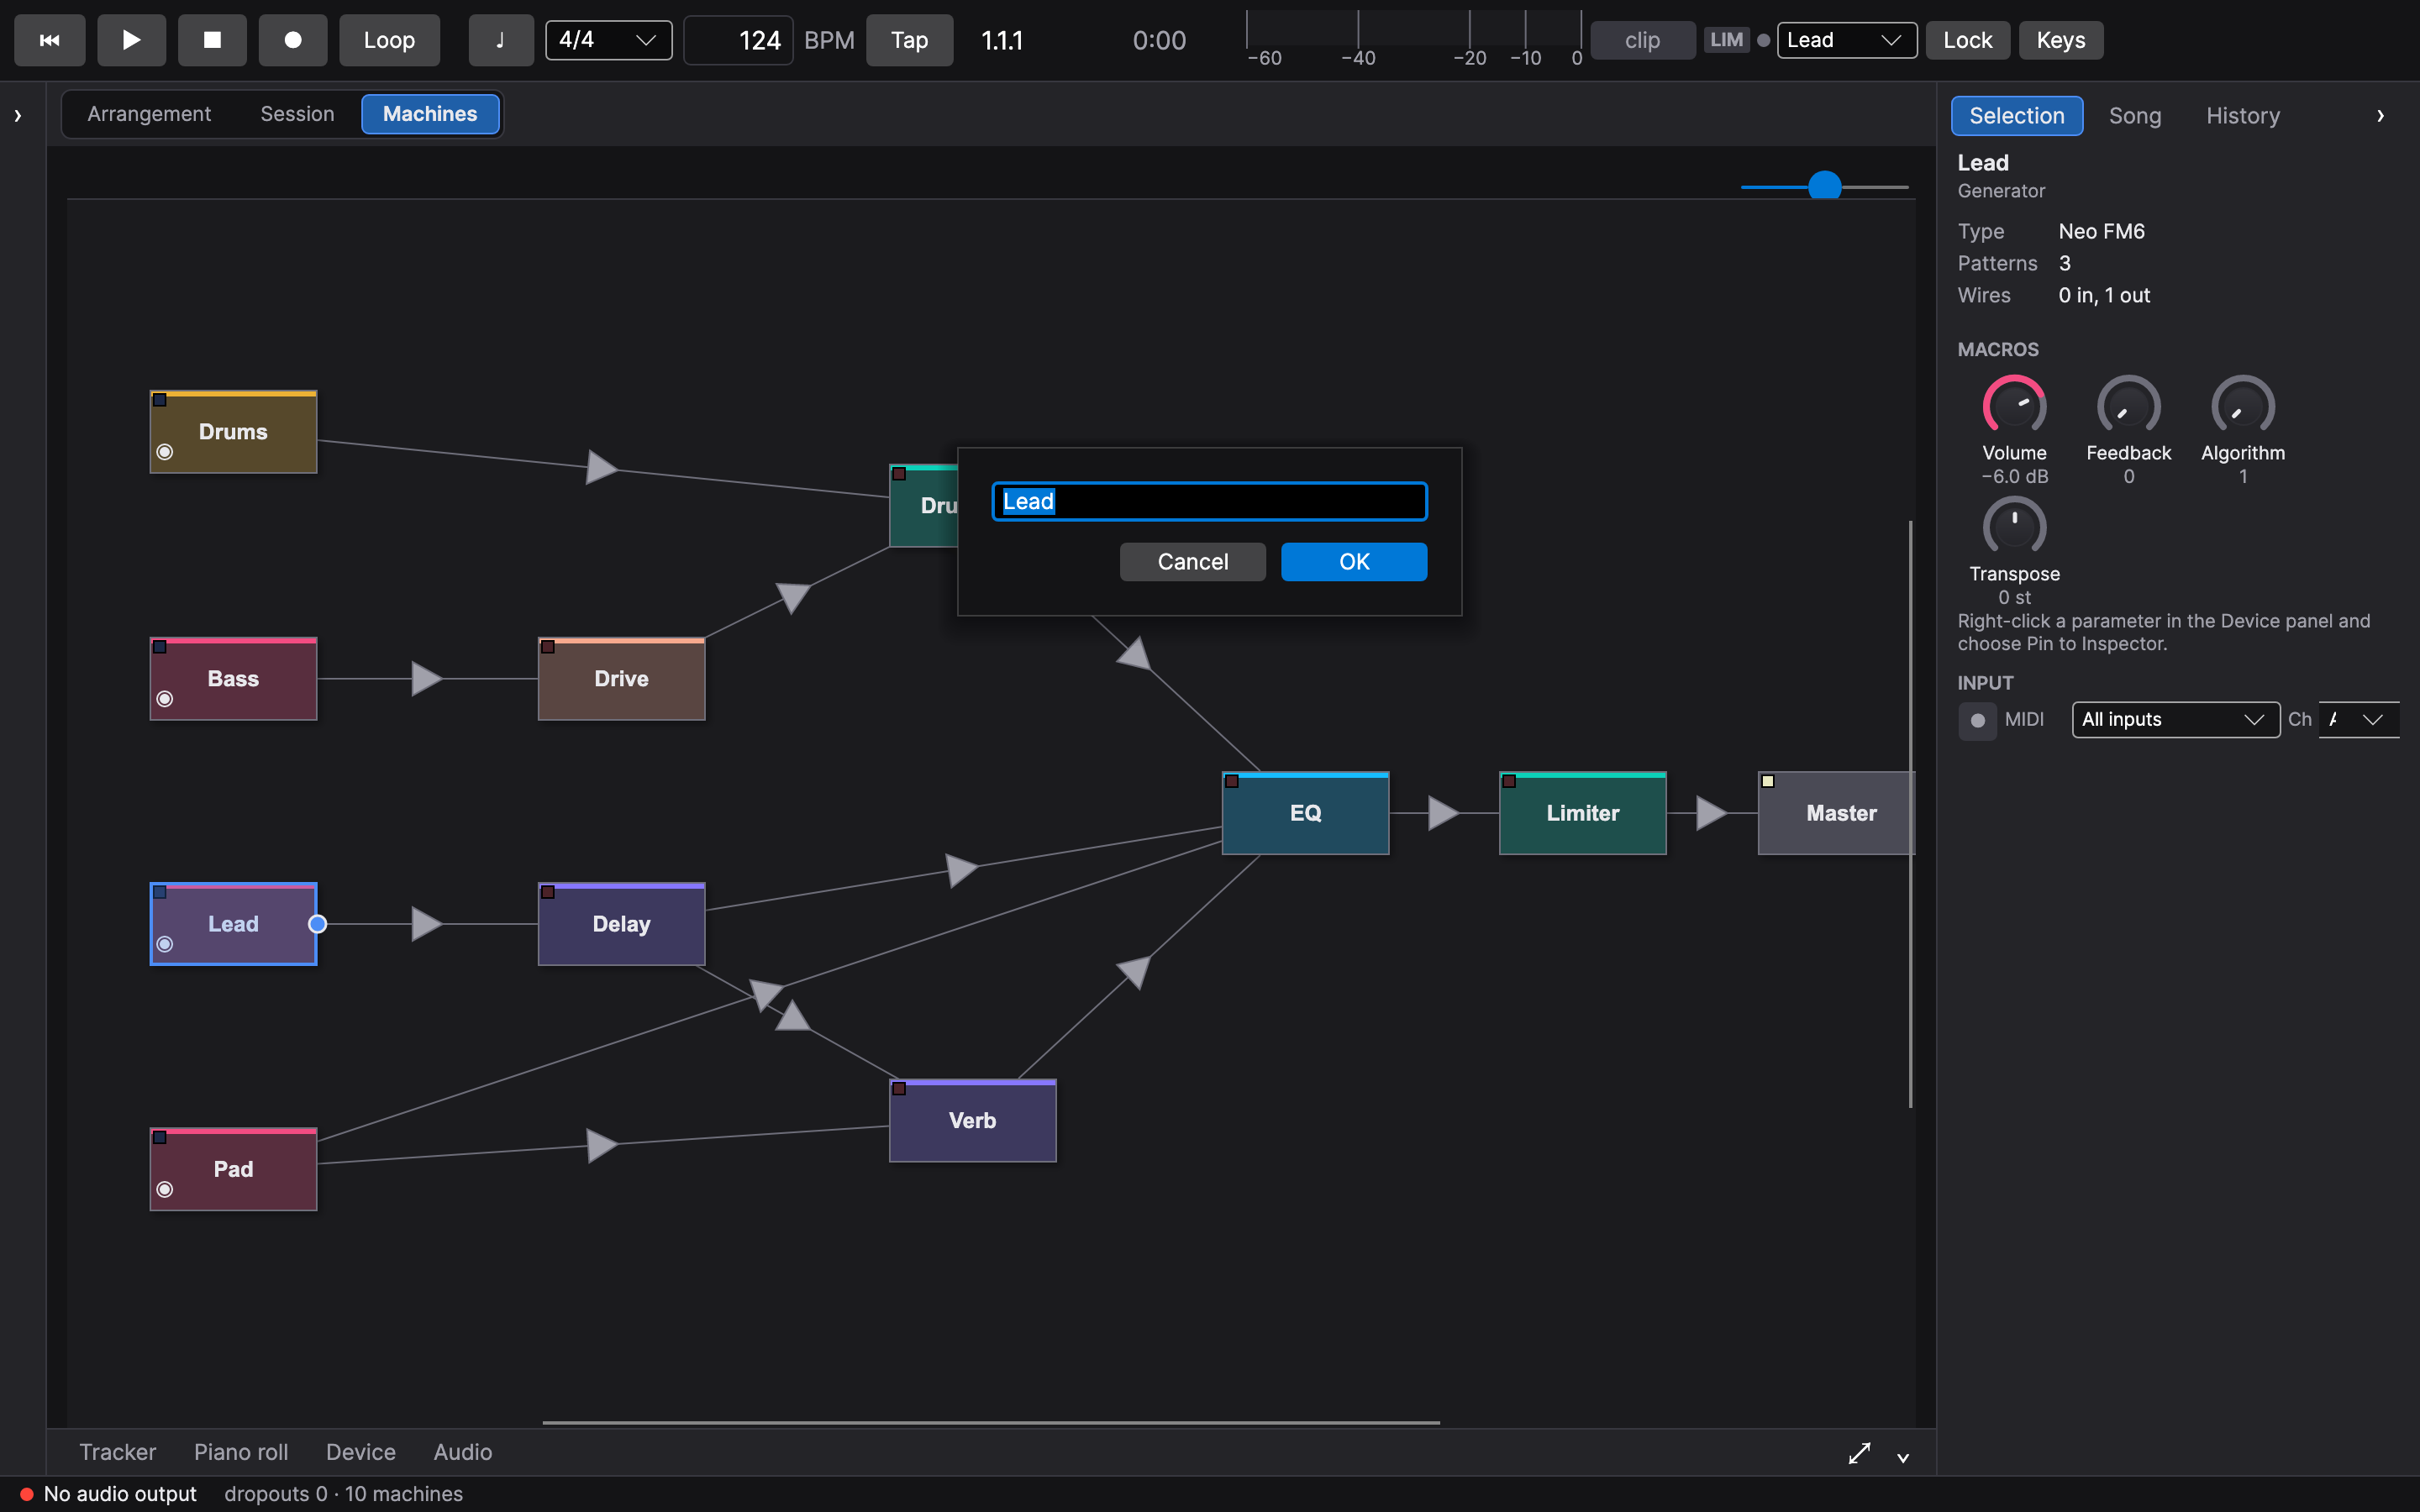 Loop
4/4
124 BPM
Tap
1.1.1
0:00
−60 −40 −20 −10 0
clip
LIM
Lead
Lock
Keys
Arrangement
Session
Machines
Selection
Song
History
Lead
Generator
Type Neo FM6
Patterns 3
Wires 0 in, 1 out
MACROS
Volume Feedback Algorithm
−6.0 dB 0 1
Transpose
0 st
Right-click a parameter in the Device panel and
choose Pin to Inspector.
INPUT
MIDI All inputs Ch
Drums
Dru
Lead
Cancel OK
Bass
Drive
EQ
Limiter
Master
Lead
Delay
Verb
Pad
Tracker
Piano roll
Device
Audio
No audio output dropouts 0 · 10 machines